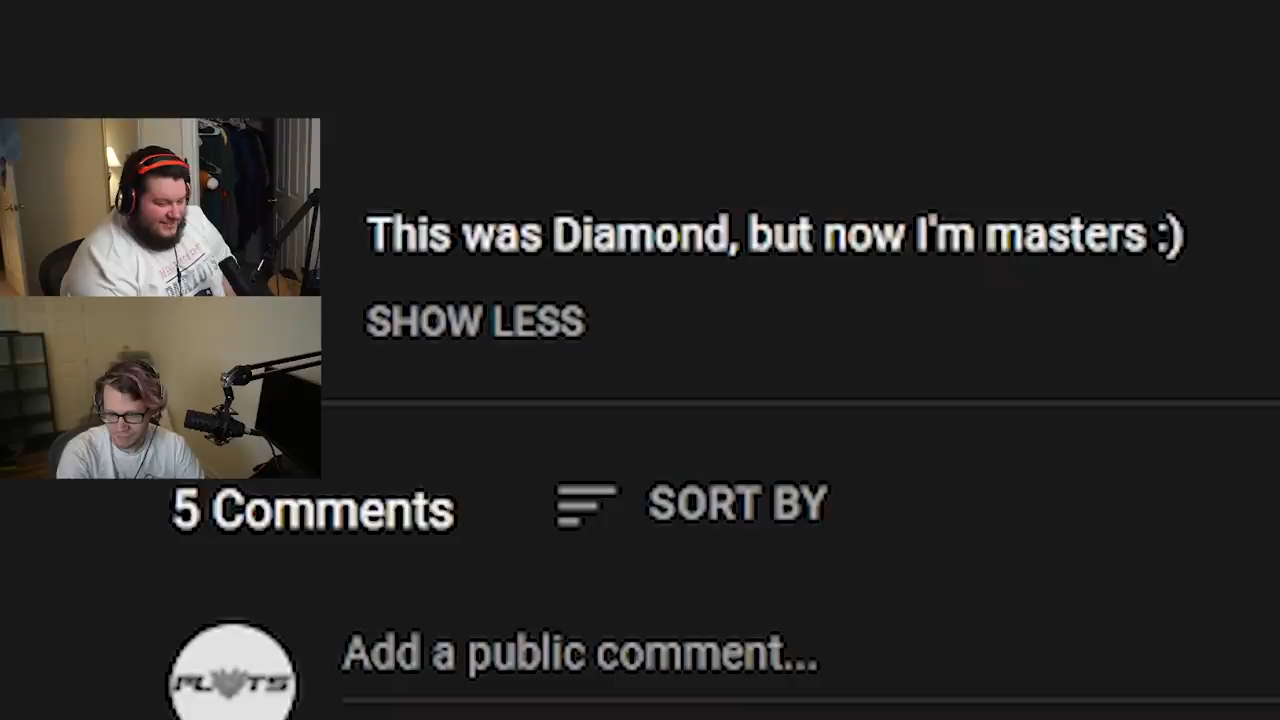 This was Diamond, but now I'm masters :)
SHOW LESS
5 Comments
SORT BY
Add a public comment...